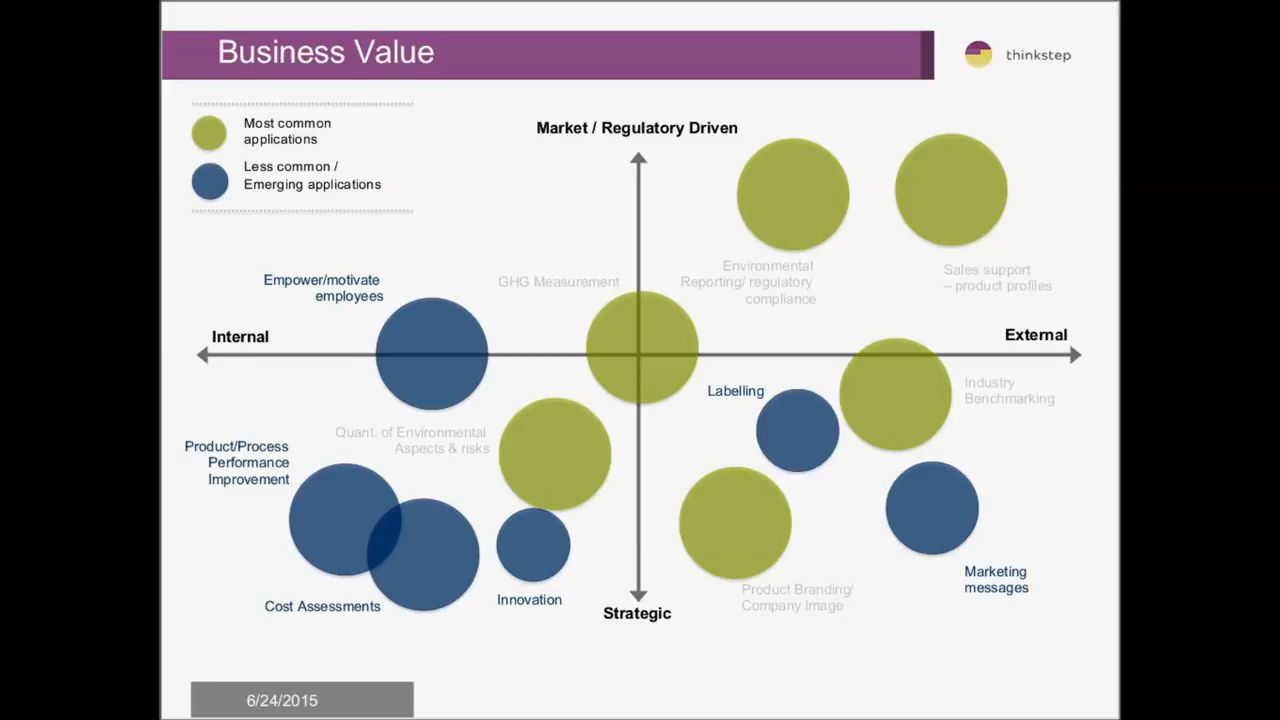 Business Value
thinkstep
Most common
applications
Less common /
Emerging applications
Market / Regulatory Driven
Environmental
Reporting/ regulatory
compliance
Sales support
– product profiles
Empower/motivate
employees
GHG Measurement
Internal
External
Labelling
Industry
Benchmarking
Quant. of Environmental
Aspects & risks
Product/Process
Performance
Improvement
Marketing
messages
Product Branding/
Company Image
Cost Assessments
Innovation
Strategic
6/24/2015